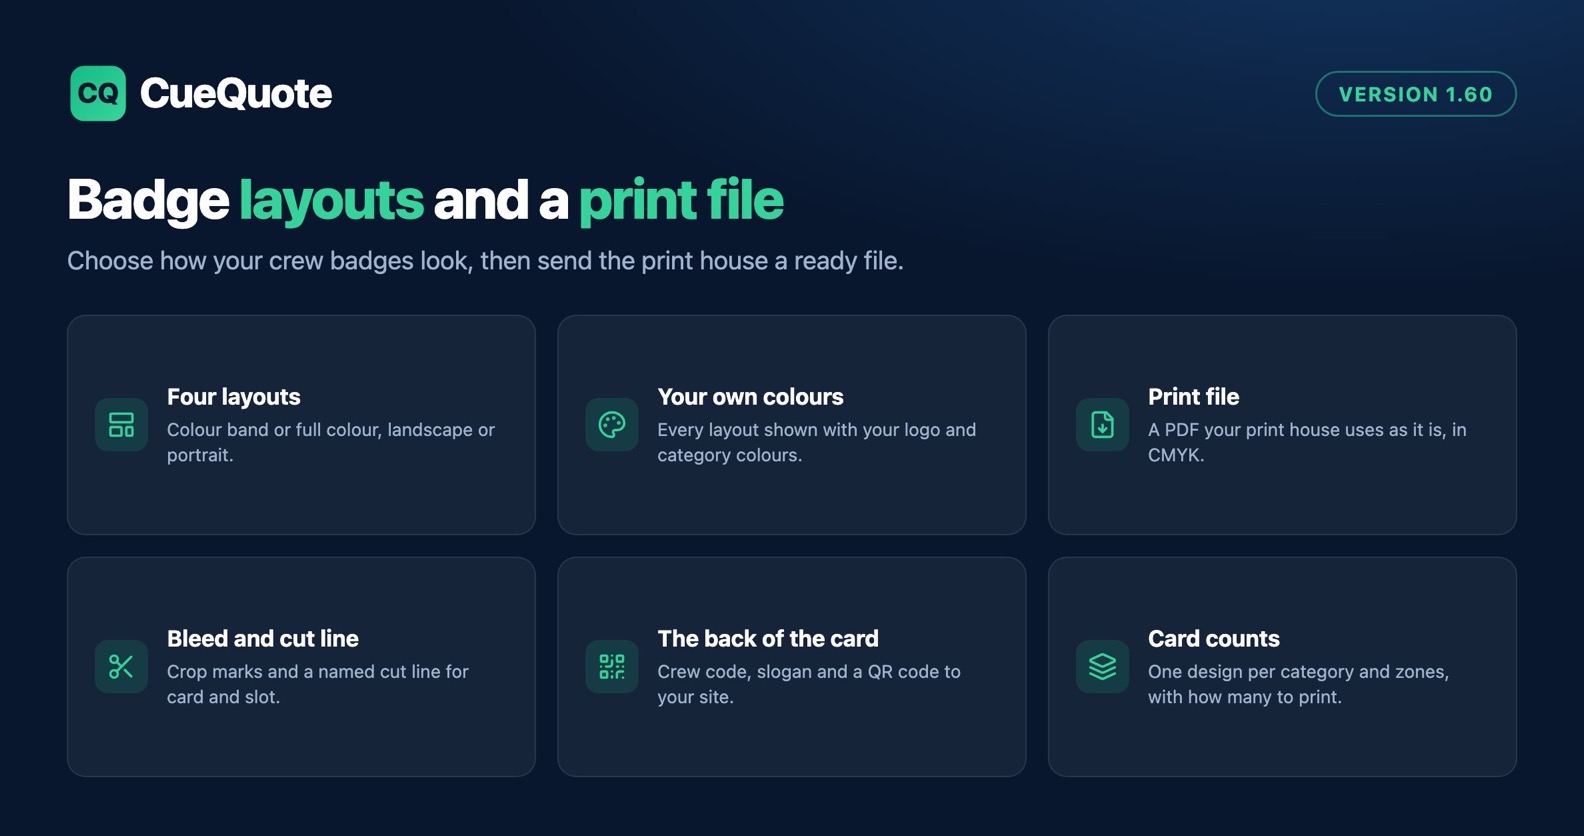 CQ CueQuote
VERSION 1.60
Badge layouts and a print file
Choose how your crew badges look, then send the print house a ready file.
Four layouts
Colour band or full colour, landscape or
portrait.
Your own colours
Every layout shown with your logo and
category colours.
Print file
A PDF your print house uses as it is, in
CMYK.
Bleed and cut line
Crop marks and a named cut line for
card and slot.
The back of the card
Crew code, slogan and a QR code to
your site.
Card counts
One design per category and zones,
with how many to print.